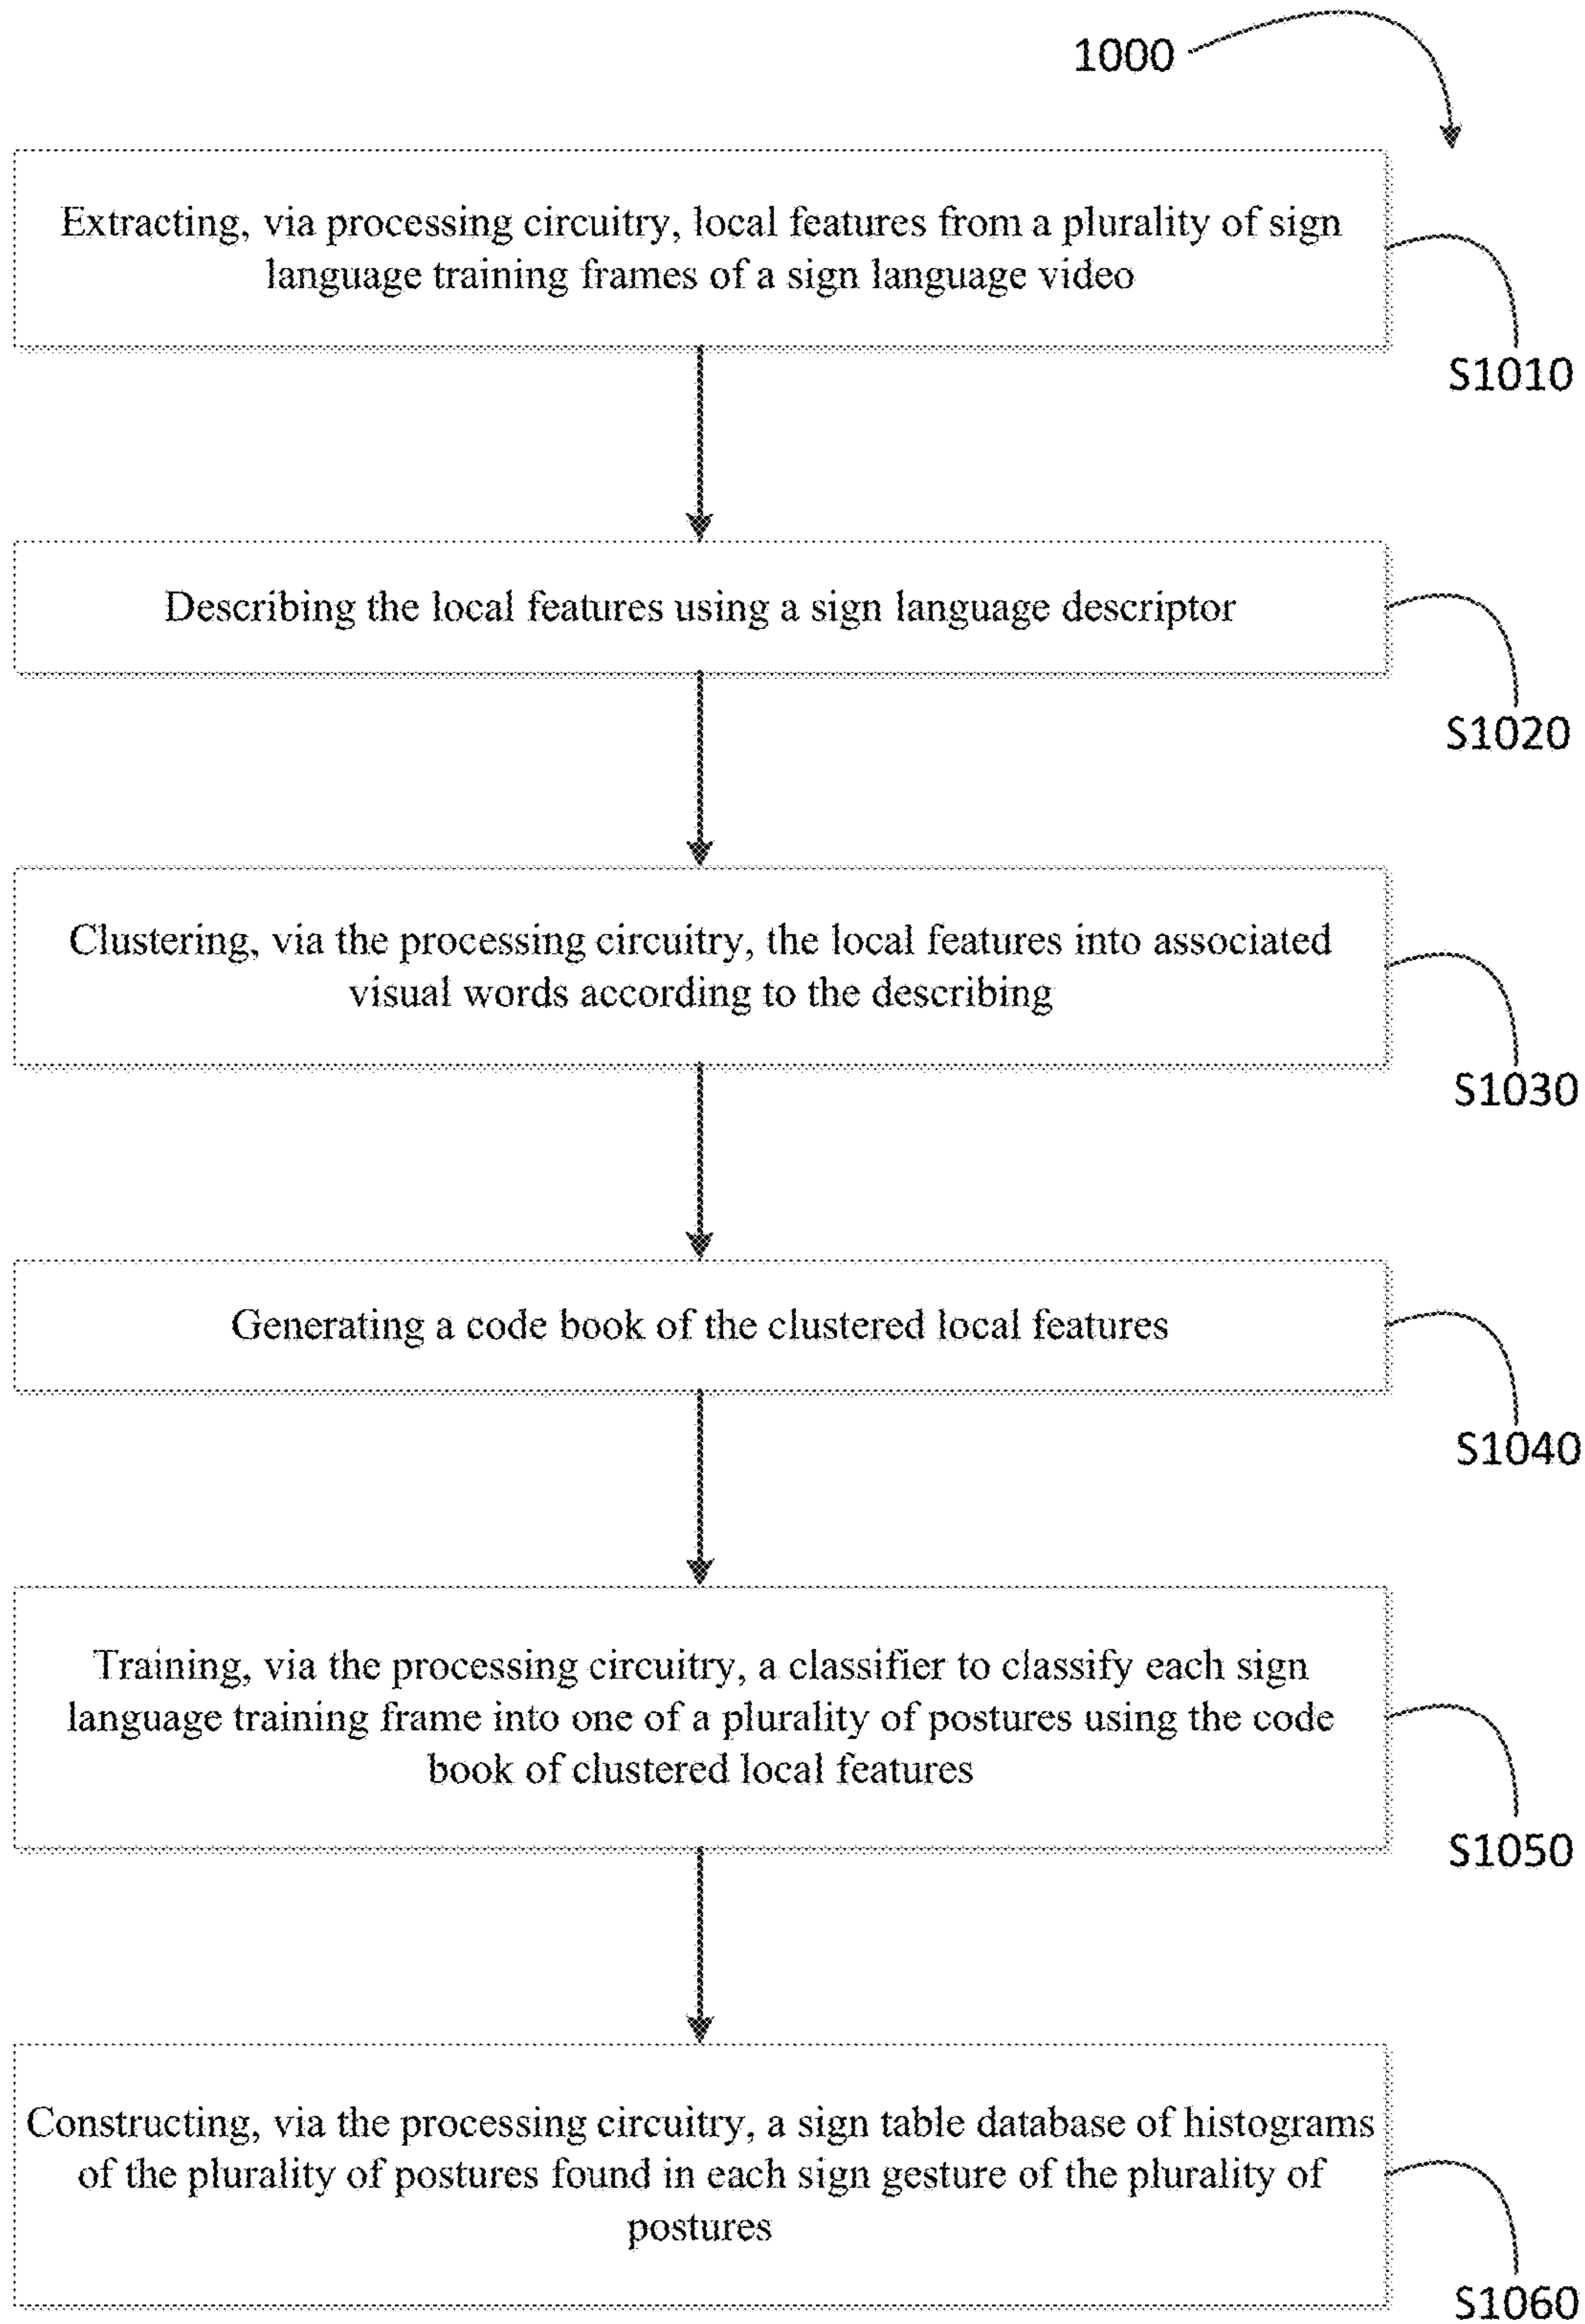 1000
Extracting, via processing circuitry, local features from a plurality of sign
language training frames of a sign language video
S1010
Describing the local features using a sign language descriptor
S1020
Clustering, via the processing circuitry, the local features into associated
visual words according to the describing
S1030
Generating a code book of the clustered local features
S1040
Training, via the processing circuitry, a classifier to classify each sign
language training frame into one of a plurality of postures using the code
book of clustered local features
S1050
Constructing, via the processing circuitry, a sign table database of histograms
of the plurality of postures found in each sign gesture of the plurality of
postures
S1060